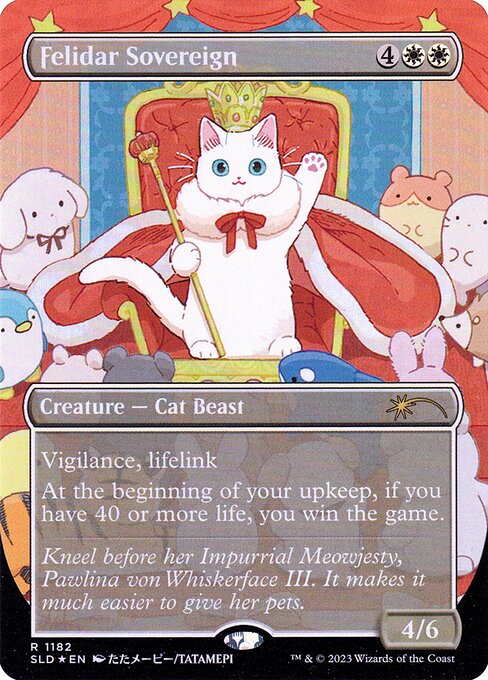 Felidar Sovereign 4
Creature — Cat Beast
Vigilance, lifelink
At the beginning of your upkeep, if you
have 40 or more life, you win the game.
Kneel before her Impurrial Meowjesty,
Pawlina von Whiskerface III. It makes it
much easier to give her pets.
4/6
R 1182
SLD ★ EN たたメーピー/TATAMEPI
™ & © 2023 Wizards of the Coast